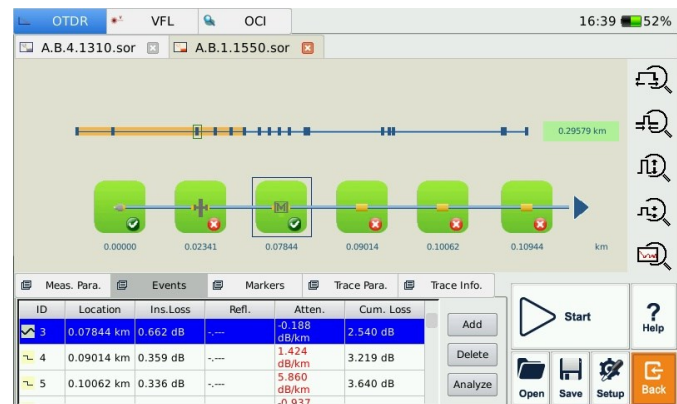 OTDR VFL OCI 16:39 52%
A.B.4.1310.sor A.B.1.1550.sor
0.29579 km
M
0.00000 0.02341 0.07844 0.09014 0.10062 0.10944 km
Meas. Para. Events Markers Trace Para. Trace Info.
ID Location Ins.Loss Refl. Atten. Cum. Loss
3 0.07844 km 0.662 dB -.--- -0.188 dB/km 2.540 dB
4 0.09014 km 0.359 dB -.--- 1.424 dB/km 3.219 dB
5 0.10062 km 0.336 dB -.--- 5.860 dB/km 3.640 dB
-0.937
Add
Delete
Analyze
Start
? Help
Open Save Setup Back